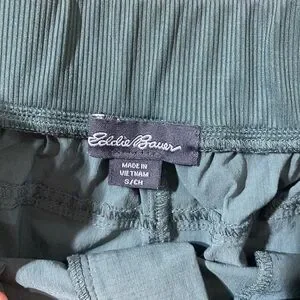 Eddie Bauer
MADE IN
VIETNAM
S/CH